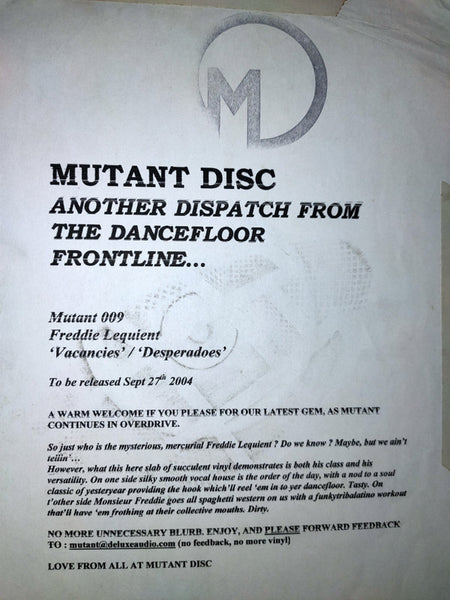 M
MUTANT DISC
ANOTHER DISPATCH FROM
THE DANCEFLOOR
FRONTLINE...
Mutant 009
Freddie Lequient
'Vacancies' / 'Desperadoes'
To be released Sept 27th 2004
A WARM WELCOME IF YOU PLEASE FOR OUR LATEST GEM, AS MUTANT
CONTINUES IN OVERDRIVE.
So just who is the mysterious, mercurial Freddie Lequient ? Do we know ? Maybe, but we ain't
tellin'...
However, what this here slab of succulent vinyl demonstrates is both his class and his
versatility. On one side silky smooth vocal house is the order of the day, with a nod to a soul
classic of yesteryear providing the hook which'll reel 'em in to yer dancefloor. Tasty. On
t'other side Monsieur Freddie goes all spaghetti western on us with a funkytribalatino workout
that'll have 'em frothing at their collective mouths. Dirty.
NO MORE UNNECESSARY BLURB, ENJOY, AND PLEASE FORWARD FEEDBACK
TO : mutant@deluxeaudio.com (no feedback, no more vinyl)
LOVE FROM ALL AT MUTANT DISC